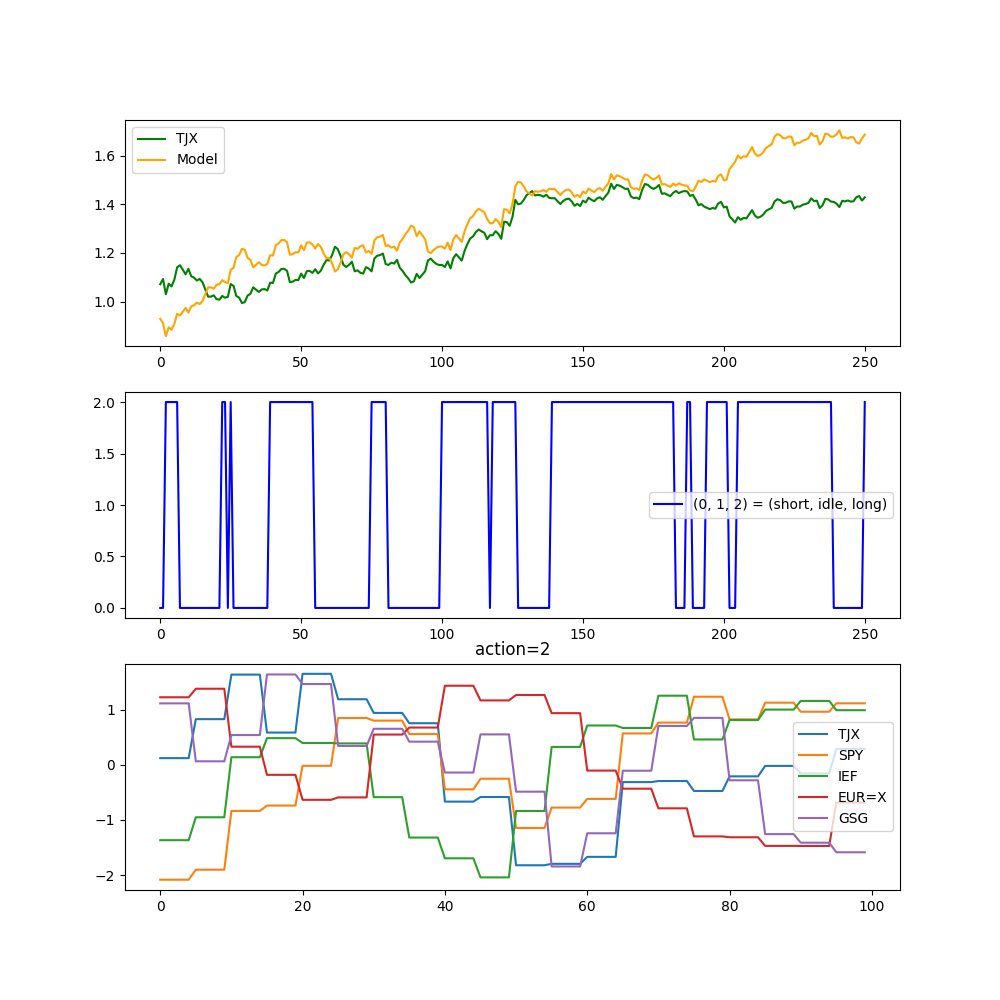 TJX
Model
1.6
1.4
1.2
1.0
0 50 100 150 200 250
2.0
1.5
1.0
0.5
0.0
(0, 1, 2) = (short, idle, long)
0 50 100 150 200 250
action=2
1
0
−1
−2
TJX
SPY
IEF
EUR=X
GSG
0 20 40 60 80 100